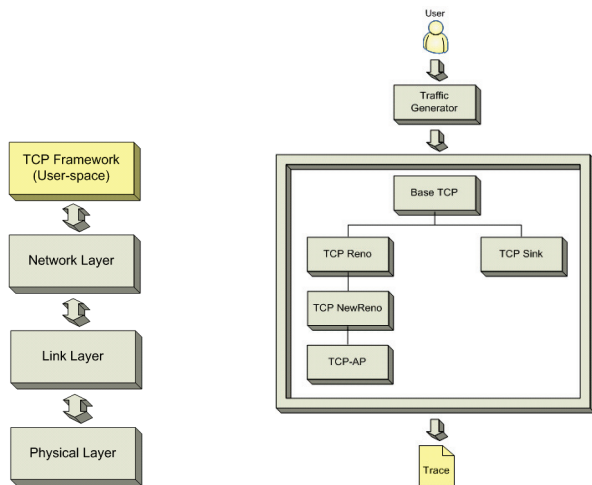 TCP Framework
(User-space)
Network Layer
Link Layer
Physical Layer
User
Traffic
Generator
Base TCP
TCP Reno
TCP Sink
TCP NewReno
TCP-AP
Trace